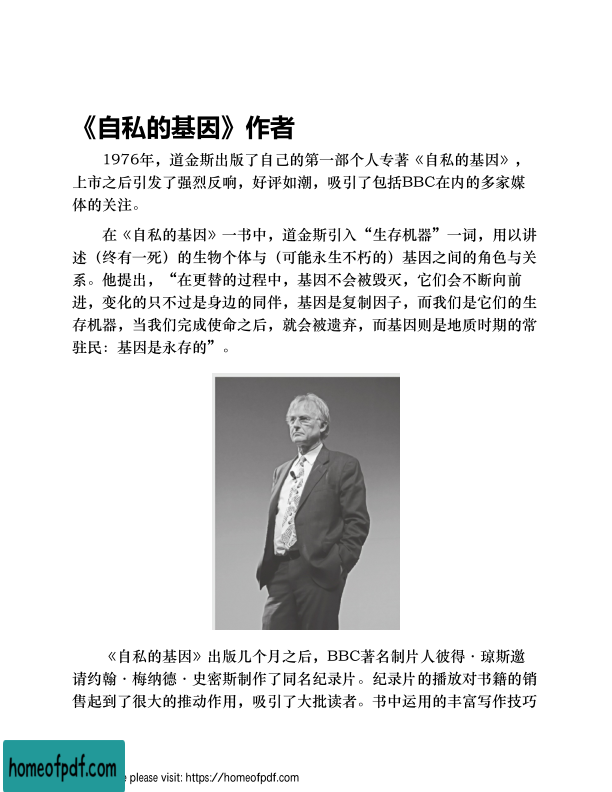 《自私的基因》作者
1976年，道金斯出版了自己的第一部个人专著《自私的基因》，
上市之后引发了强烈反响，好评如潮，吸引了包括BBC在内的多家媒
体的关注。
在《自私的基因》一书中，道金斯引入“生存机器”一词，用以讲
述（终有一死）的生物个体与（可能永生不朽的）基因之间的角色与关
系。他提出，“在更替的过程中，基因不会被毁灭，它们会不断向前
进，变化的只不过是身边的同伴，基因是复制因子，而我们是它们的生
存机器，当我们完成使命之后，就会被遗弃，而基因则是地质时期的常
驻民：基因是永存的”。
《自私的基因》出版几个月之后，BBC著名制片人彼得·琼斯邀
请约翰·梅纳德·史密斯制作了同名纪录片。纪录片的播放对书籍的销
售起到了很大的推动作用，吸引了大批读者。书中运用的丰富写作技巧
homeofpdf.com
e please visit: https://homeofpdf.com